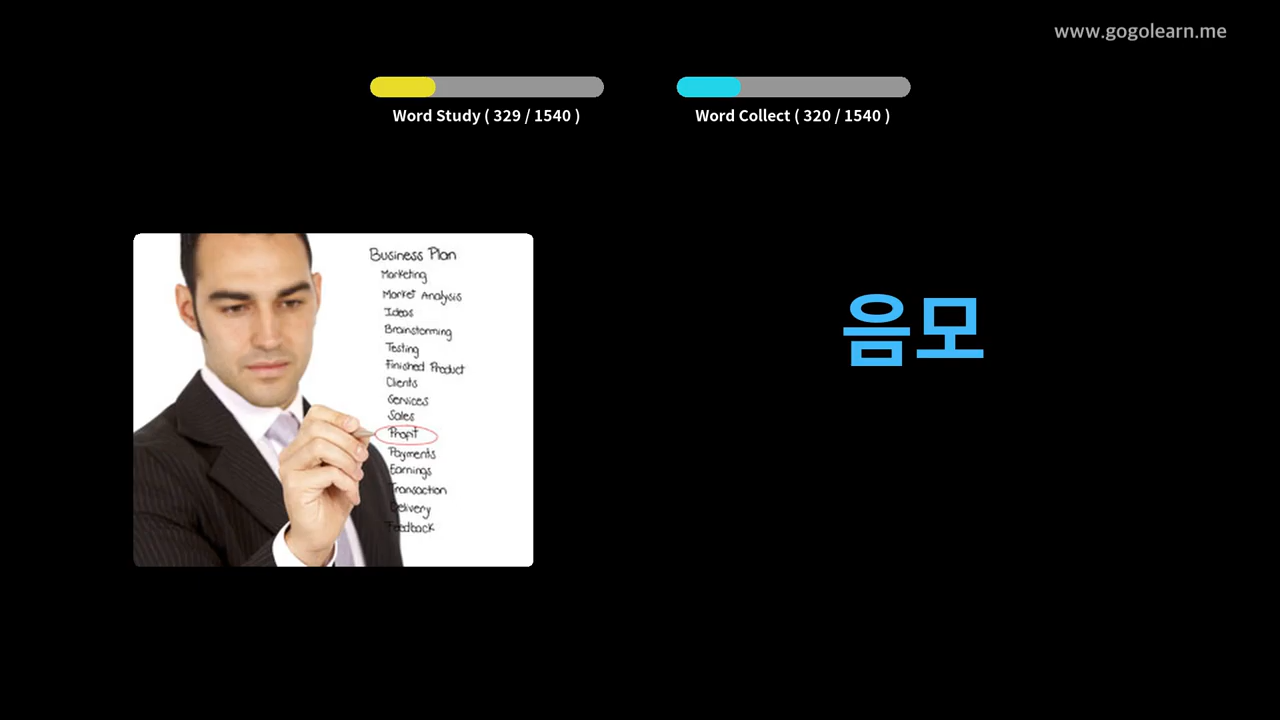 www.gogolearn.me
Word Study ( 329 / 1540 )
Word Collect ( 320 / 1540 )
Business Plan
Marketing
Market Analysis
Ideas
Brainstorming
Testing
Finished Product
Clients
Services
Sales
Profit
Payments
Earnings
Transaction
Delivery
Feedback
음모